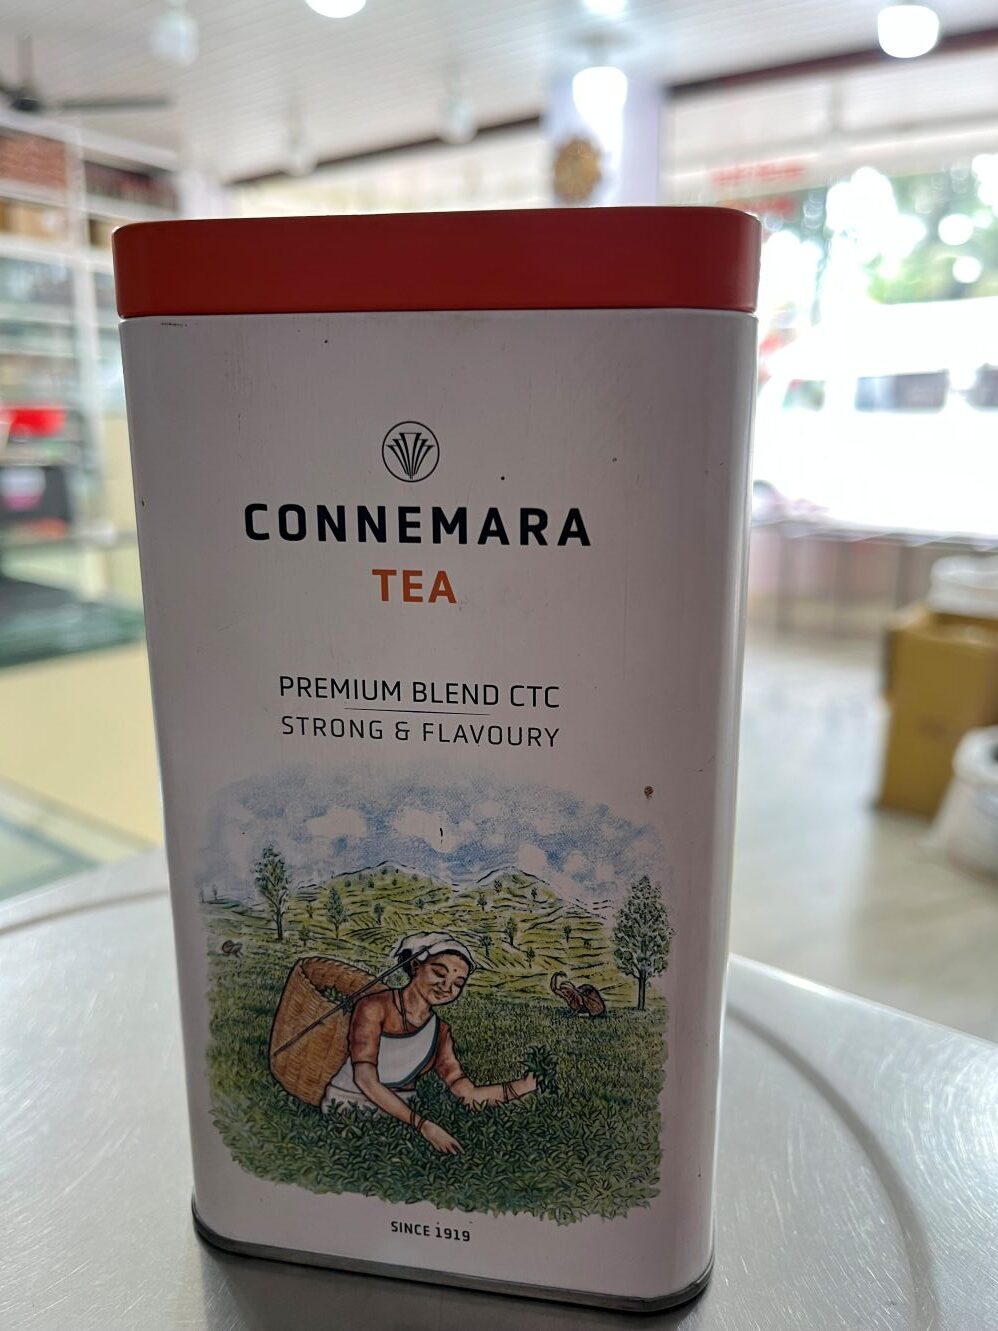 CONNEMARA
TEA
PREMIUM BLEND CTC
STRONG & FLAVOURY
SINCE 1919